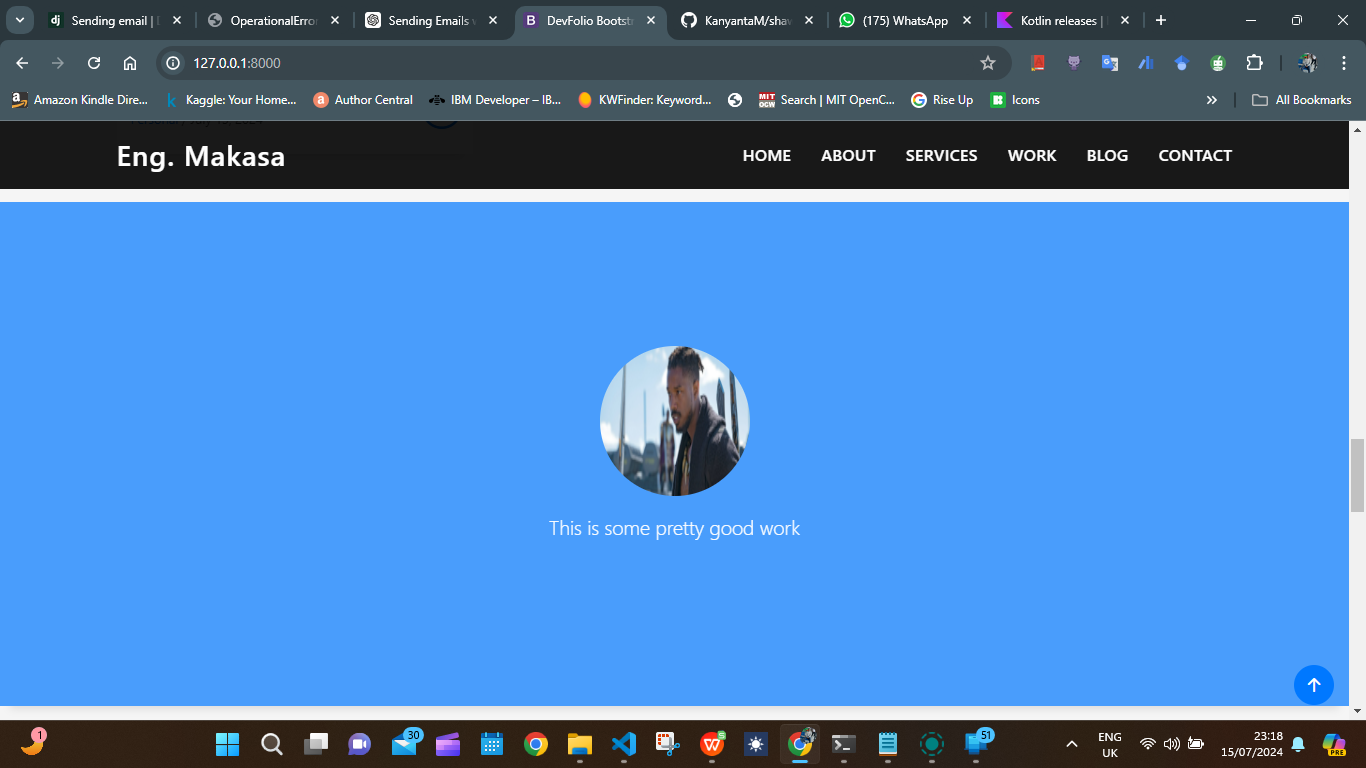 Sending email | D
OperationalError
Sending Emails w
DevFolio Bootstr
KanyantaM/shaw
(175) WhatsApp
Kotlin releases |
127.0.0.1:8000
Amazon Kindle Dire...
Kaggle: Your Home...
Author Central
IBM Developer – IB...
KWFinder: Keyword...
Search | MIT OpenC...
Rise Up
Icons
All Bookmarks
Eng. Makasa
HOME
ABOUT
SERVICES
WORK
BLOG
CONTACT
This is some pretty good work
1
30
51
ENG
UK
23:18
15/07/2024
PRE